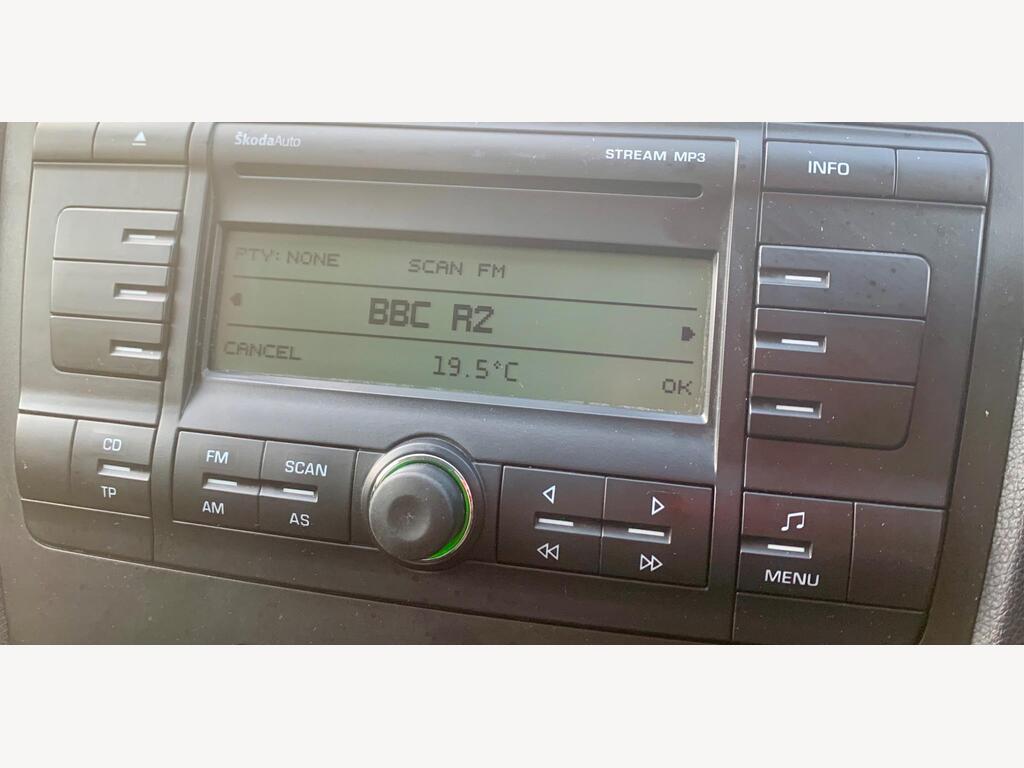 ŠkodaAuto
STREAM MP3
INFO
PTY: NONE SCAN FM
BBC R2
CANCEL 19.5°C OK
CD
TP
FM
AM
SCAN
AS
MENU